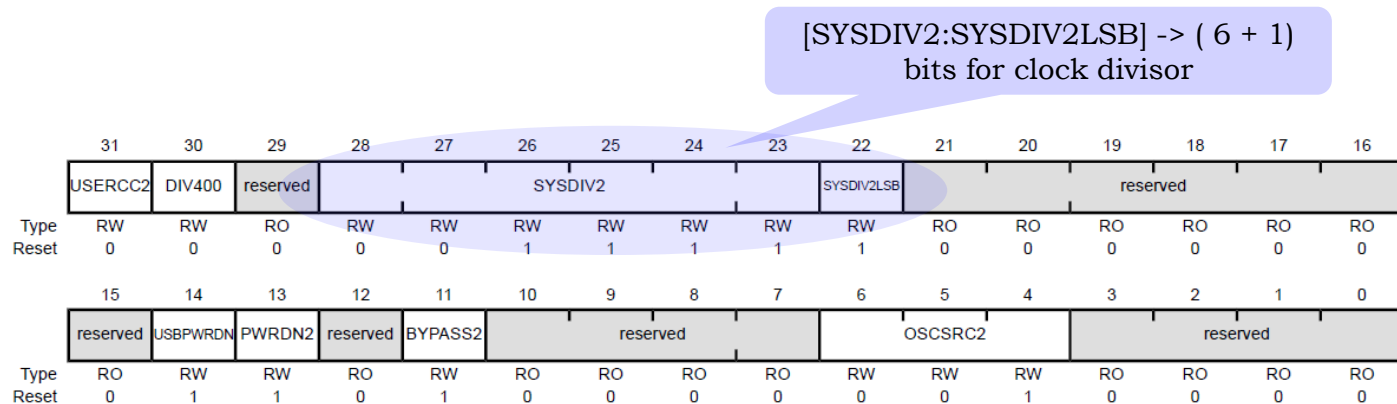 [SYSDIV2:SYSDIV2LSB] -> ( 6 + 1)
bits for clock divisor
31 30 29 28 27 26 25 24 23 22 21 20 19 18 17 16
USERCC2 DIV400 reserved SYSDIV2 SYSDIV2LSB reserved
Type RW RW RO RW RW RW RW RW RW RW RO RO RO RO RO RO
Reset 0 0 0 0 0 1 1 1 1 1 0 0 0 0 0 0
15 14 13 12 11 10 9 8 7 6 5 4 3 2 1 0
reserved USBPWRDN PWRDN2 reserved BYPASS2 reserved OSCSRC2 reserved
Type RO RW RW RO RW RO RO RO RO RW RW RW RO RO RO RO
Reset 0 1 1 0 1 0 0 0 0 0 0 1 0 0 0 0